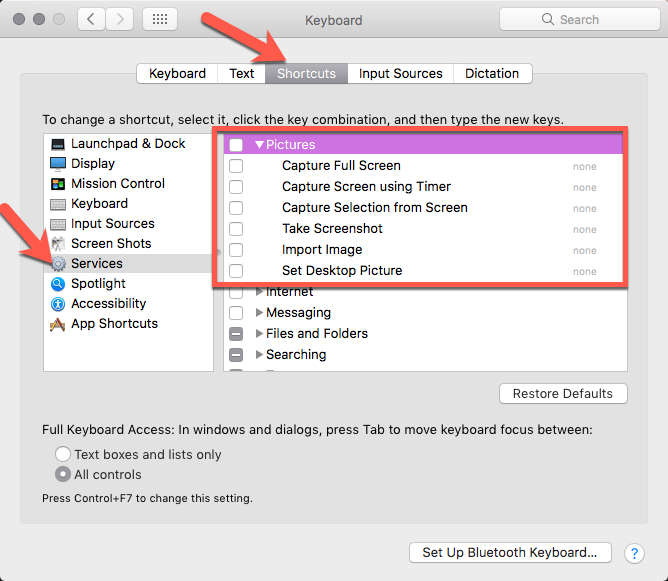 Keyboard
Search
Keyboard Text Shortcuts Input Sources Dictation
To change a shortcut, select it, click the key combination, and then type the new keys.
Launchpad & Dock
Display
Mission Control
Keyboard
Input Sources
Screen Shots
Services
Spotlight
Accessibility
App Shortcuts
Pictures
Capture Full Screen none
Capture Screen using Timer none
Capture Selection from Screen none
Take Screenshot none
Import Image none
Set Desktop Picture none
Internet
Messaging
Files and Folders
Searching
Restore Defaults
Full Keyboard Access: In windows and dialogs, press Tab to move keyboard focus between:
Text boxes and lists only
All controls
Press Control+F7 to change this setting.
Set Up Bluetooth Keyboard... ?